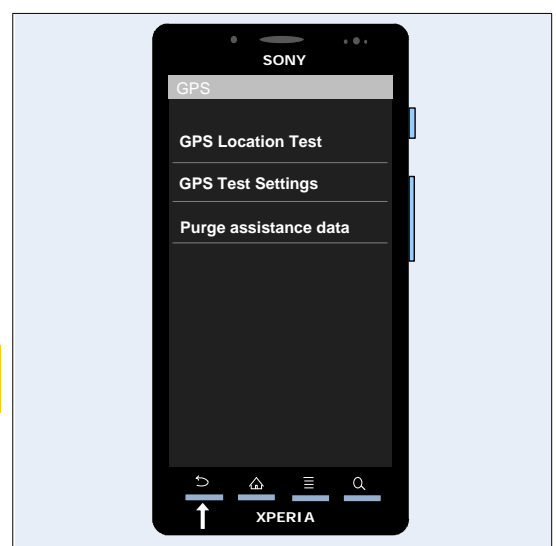 SONY
GPS
GPS Location Test
GPS Test Settings
Purge assistance data
XPERIA